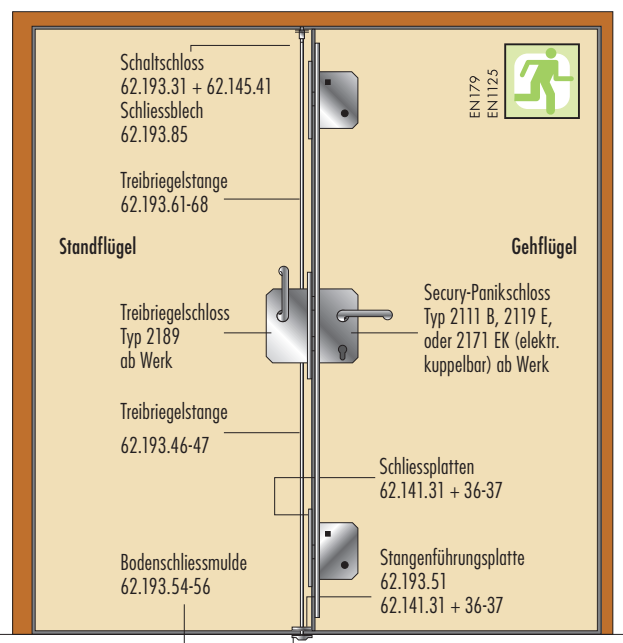 Schaltschloss
62.193.31 + 62.145.41
Schliessblech
62.193.85
EN179
EN1125
Treibriegelstange
62.193.61-68
Standflügel
Gehflügel
Treibriegelschloss
Typ 2189
ab Werk
Secury-Panikschloss
Typ 2111 B, 2119 E,
oder 2171 EK (elektr.
kuppelbar) ab Werk
Treibriegelstange
62.193.46-47
Schliessplatten
62.141.31 + 36-37
Bodenschliessmulde
62.193.54-56
Stangenführungsplatte
62.193.51
62.141.31 + 36-37